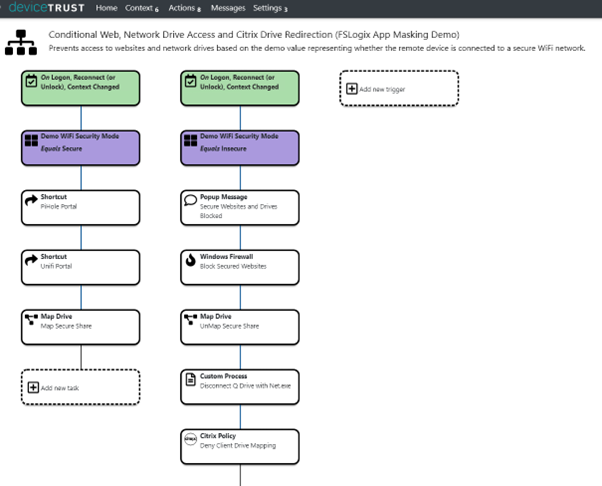 deviceTRUST Home Context 6 Actions 8 Messages Settings 3
Conditional Web, Network Drive Access and Citrix Drive Redirection (FSLogix App Masking Demo)
Prevents access to websites and network drives based on the demo value representing whether the remote device is connected to a secure WiFi network.
On Logon, Reconnect (or
Unlock), Context Changed
On Logon, Reconnect (or
Unlock), Context Changed
Add new trigger
Demo WiFi Security Mode
Equals Secure
Demo WiFi Security Mode
Equals Insecure
Shortcut
PiHole Portal
Popup Message
Secure Websites and Drives
Blocked
Shortcut
Unifi Portal
Windows Firewall
Block Secured Websites
Map Drive
Map Secure Share
Map Drive
UnMap Secure Share
Add new task
Custom Process
Disconnect Q Drive with Net.exe
citrix
Citrix Policy
Deny Client Drive Mapping